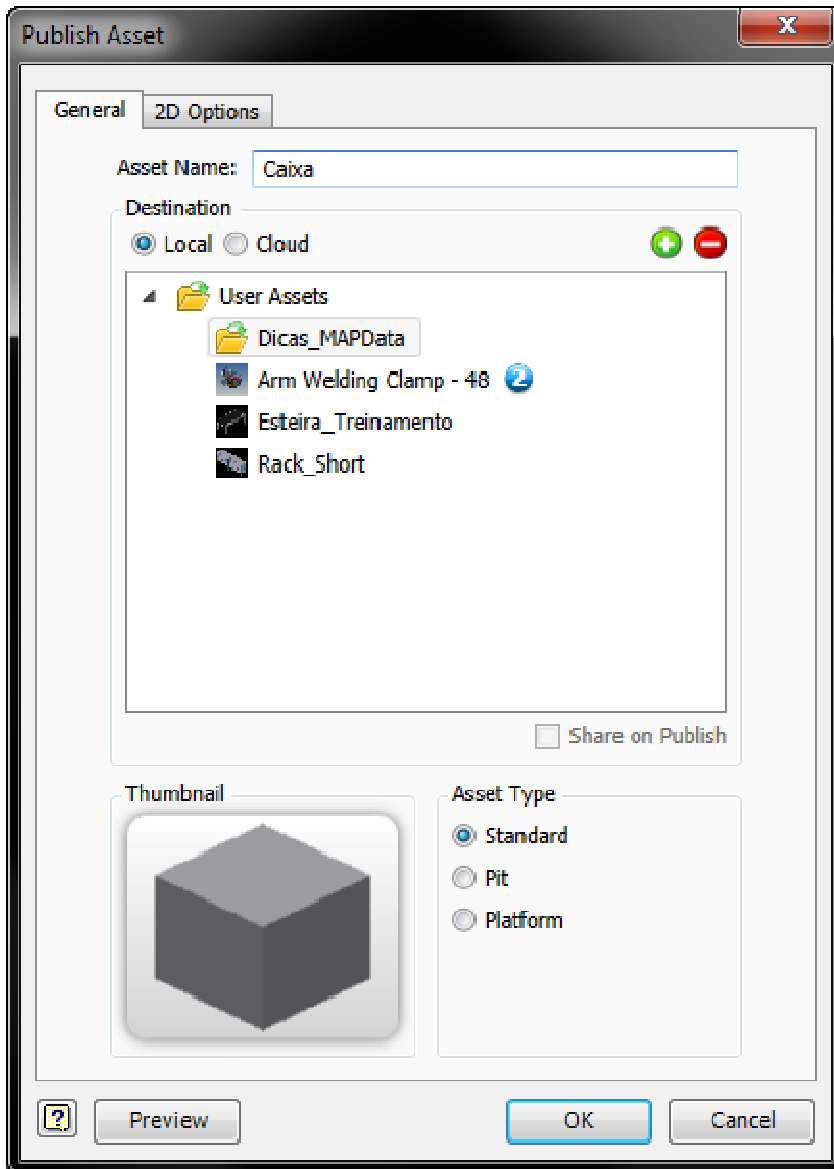 Publish Asset
General
2D Options
Asset Name:
Caixa
Destination
Local
Cloud
User Assets
Dicas_MAPData
Arm Welding Clamp - 48
2
Esteira_Treinamento
Rack_Short
Share on Publish
Thumbnail
Asset Type
Standard
Pit
Platform
?
Preview
OK
Cancel